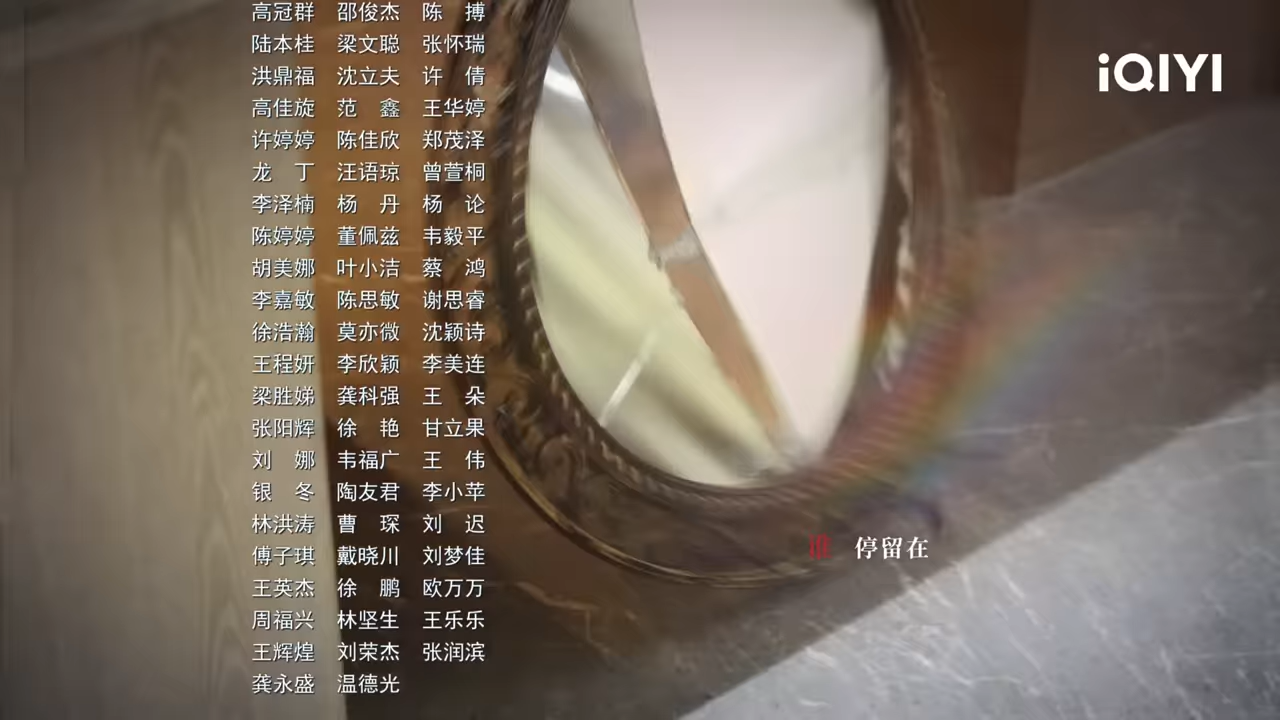 高冠群 邵俊杰 陈 搏
iQIYI
陆本桂 梁文聪 张怀瑞
洪鼎福 沈立夫 许 倩
高佳旋 范 鑫 王华婷
许婷婷 陈佳欣 郑茂泽
龙 丁 汪语琼 曾萱桐
李泽楠 杨 丹 杨 论
陈婷婷 董佩兹 韦毅平
胡美娜 叶小洁 蔡 鸿
李嘉敏 陈思敏 谢思睿
徐浩瀚 莫亦微 沈颖诗
王程妍 李欣颖 李美连
梁胜娣 龚科强 王 朵
张阳辉 徐 艳 甘立果
刘 娜 韦福广 王 伟
银 冬 陶友君 李小苹
林洪涛 曹 琛 刘 迟
谁 停留在
傅子琪 戴晓川 刘梦佳
王英杰 徐 鹏 欧万万
周福兴 林坚生 王乐乐
王辉煌 刘荣杰 张润滨
龚永盛 温德光